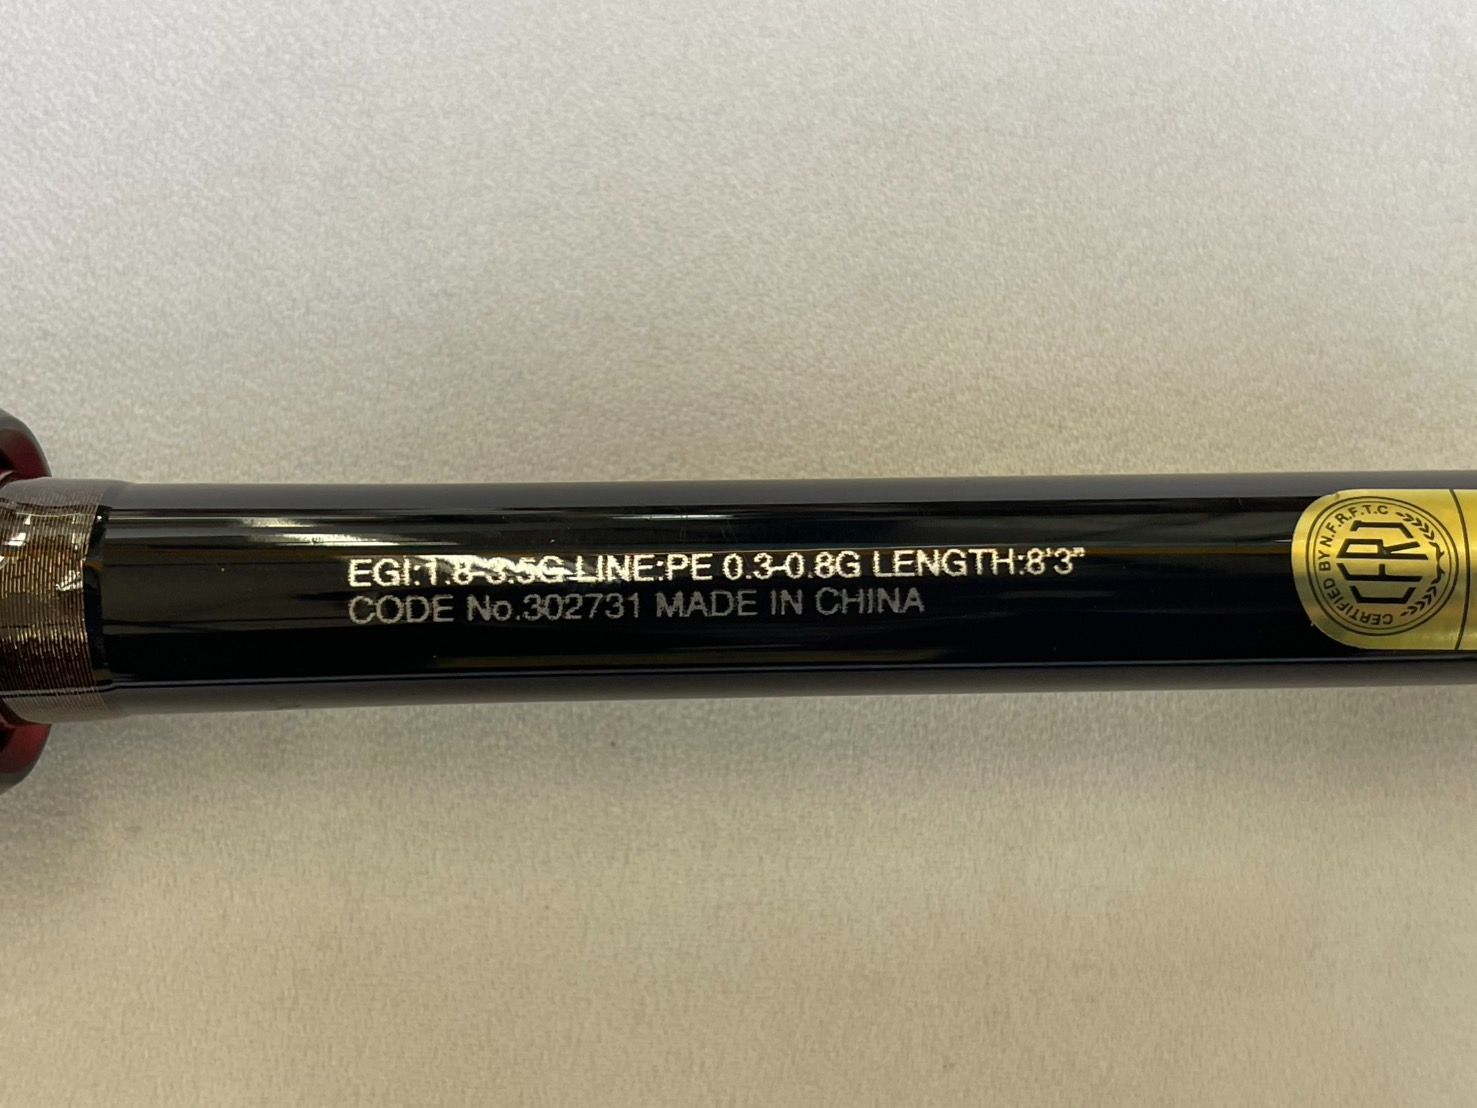 EGI:1.8-3.5G LINE:PE 0.3-0.8G LENGTH:8'3"
CODE No.302731 MADE IN CHINA
CERTIFIED BY N.F.R.F.T.C
CFRJ